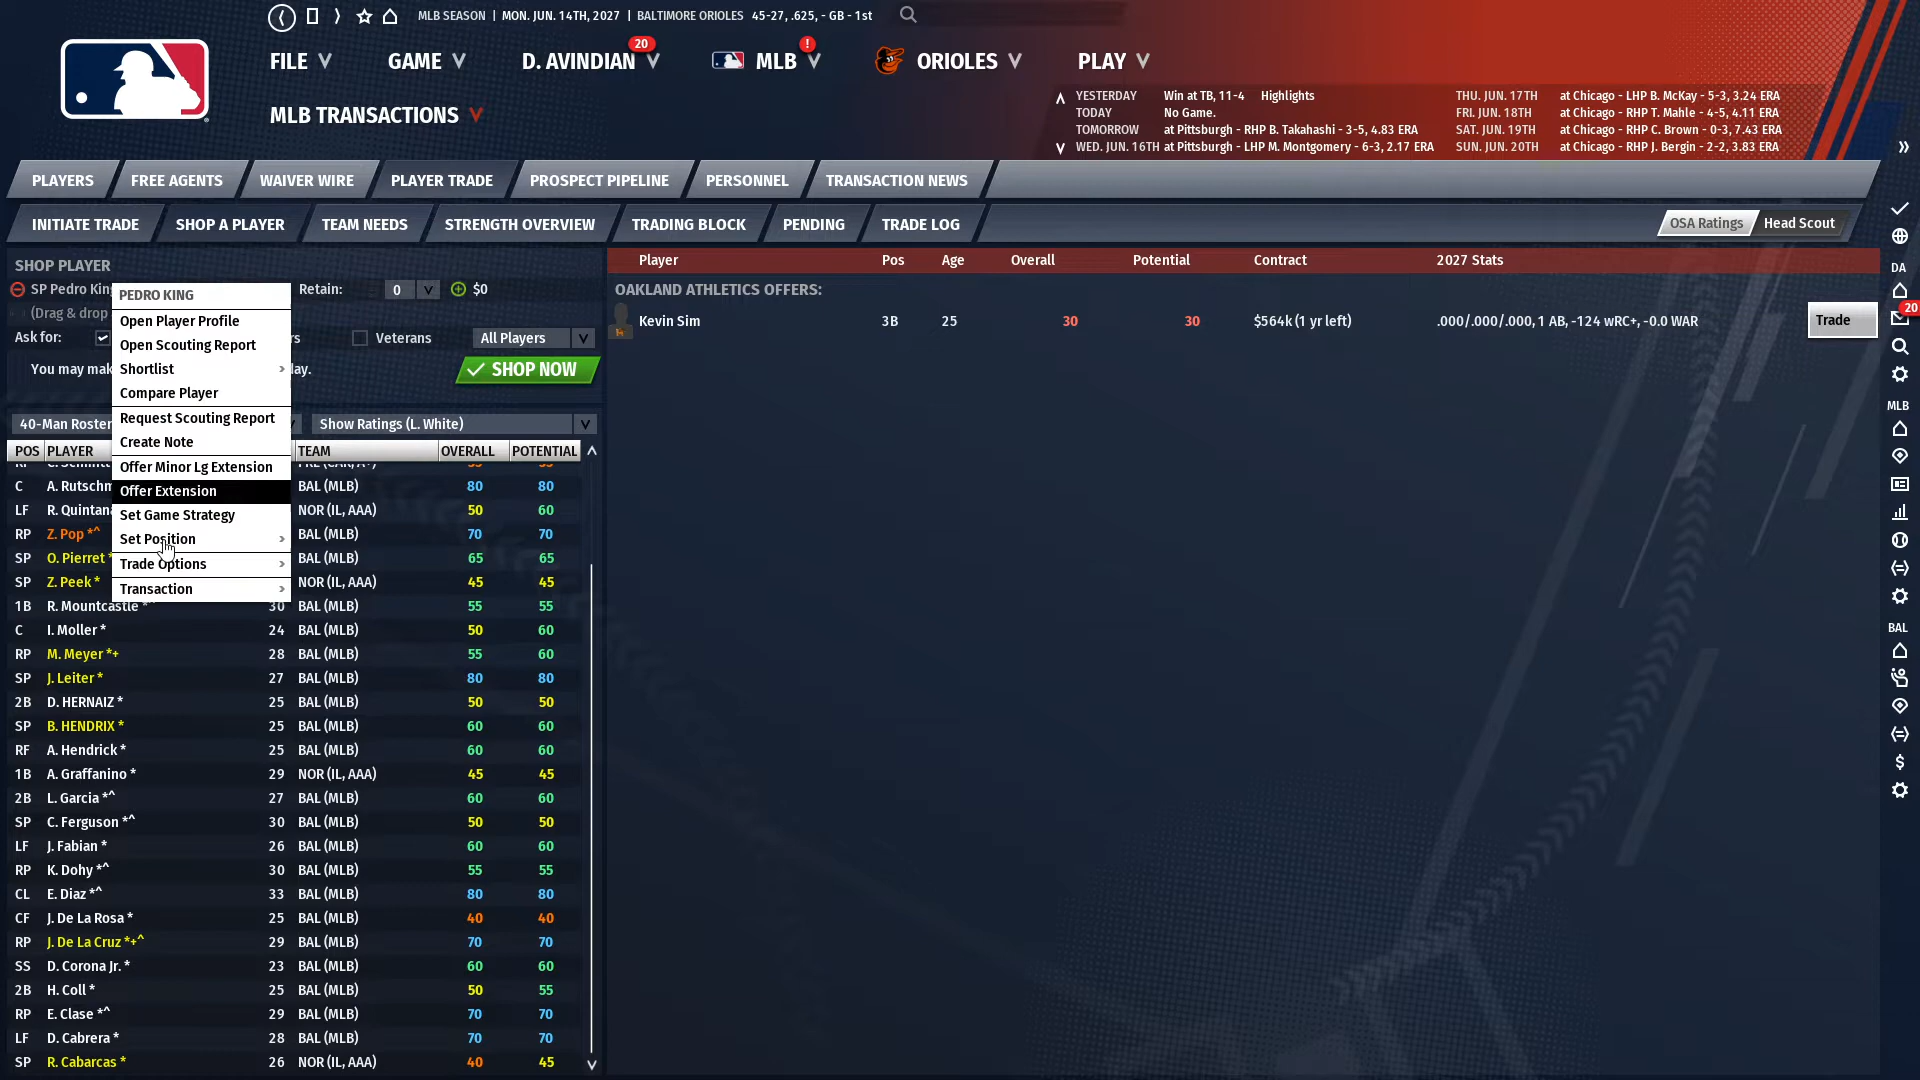 MLB SEASON | MON. JUN. 14TH, 2027 | BALTIMORE ORIOLES 45-27, .625, - GB - 1st
FILE GAME D. AVINDIAN 20 MLB ! ORIOLES PLAY
MLB TRANSACTIONS
YESTERDAY Win at TB, 11-4 Highlights
TODAY No Game.
TOMORROW at Pittsburgh - RHP B. Takahashi - 3-5, 4.83 ERA
WED. JUN. 16TH at Pittsburgh - LHP M. Montgomery - 6-3, 2.17 ERA
THU. JUN. 17TH at Chicago - LHP B. McKay - 5-3, 3.24 ERA
FRI. JUN. 18TH at Chicago - RHP T. Mahle - 4-5, 4.11 ERA
SAT. JUN. 19TH at Chicago - RHP C. Brown - 0-3, 7.43 ERA
SUN. JUN. 20TH at Chicago - RHP J. Bergin - 2-2, 3.83 ERA
PLAYERS FREE AGENTS WAIVER WIRE PLAYER TRADE PROSPECT PIPELINE PERSONNEL TRANSACTION NEWS
INITIATE TRADE SHOP A PLAYER TEAM NEEDS STRENGTH OVERVIEW TRADING BLOCK PENDING TRADE LOG OSA Ratings Head Scout
SHOP PLAYER
SP Pedro King Retain: 0 $0
(Drag & drop
Ask for: rs Veterans All Players
You may mak lay. SHOP NOW
40-Man Roster Show Ratings (L. White)
PEDRO KING
Open Player Profile
Open Scouting Report
Shortlist
Compare Player
Request Scouting Report
Create Note
Offer Minor Lg Extension
Offer Extension
Set Game Strategy
Set Position
Trade Options
Transaction
POS PLAYER TEAM OVERALL POTENTIAL
C A. Rutschm BAL (MLB) 80 80
LF R. Quintana NOR (IL, AAA) 50 60
RP Z. Pop *^ BAL (MLB) 70 70
SP O. Pierret * BAL (MLB) 65 65
SP Z. Peek * NOR (IL, AAA) 45 45
1B R. Mountcastle *^ 30 BAL (MLB) 55 55
C I. Moller * 24 BAL (MLB) 50 60
RP M. Meyer *+ 28 BAL (MLB) 55 60
SP J. Leiter * 27 BAL (MLB) 80 80
2B D. HERNAIZ * 25 BAL (MLB) 50 50
SP B. HENDRIX * 25 BAL (MLB) 60 60
RF A. Hendrick * 25 BAL (MLB) 60 60
1B A. Graffanino * 29 NOR (IL, AAA) 45 45
2B L. Garcia *^ 27 BAL (MLB) 60 60
SP C. Ferguson *^ 30 BAL (MLB) 50 50
LF J. Fabian * 26 BAL (MLB) 60 60
RP K. Dohy *^ 30 BAL (MLB) 55 55
CL E. Diaz *^ 33 BAL (MLB) 80 80
CF J. De La Rosa * 25 BAL (MLB) 40 40
RP J. De La Cruz *+^ 29 BAL (MLB) 70 70
SS D. Corona Jr. * 23 BAL (MLB) 60 60
2B H. Coll * 25 BAL (MLB) 50 55
RP E. Clase *^ 29 BAL (MLB) 70 70
LF D. Cabrera * 28 BAL (MLB) 70 70
SP R. Cabarcas * 26 NOR (IL, AAA) 40 45
Player Pos Age Overall Potential Contract 2027 Stats
OAKLAND ATHLETICS OFFERS:
Kevin Sim 3B 25 30 30 $564k (1 yr left) .000/.000/.000, 1 AB, -124 wRC+, -0.0 WAR Trade
DA
20
MLB
BAL
$